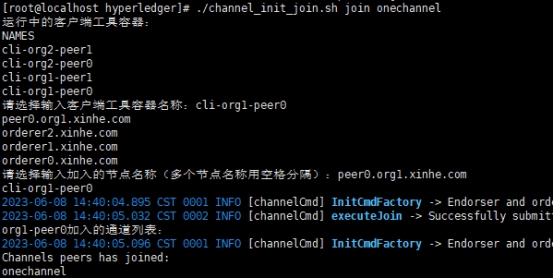 [root@localhost hyperledger]# ./channel_init_join.sh join onechannel
运行中的客户端工具容器：
NAMES
cli-org2-peer1
cli-org2-peer0
cli-org1-peer1
cli-org1-peer0
请选择输入客户端工具容器名称：cli-org1-peer0
peer0.org1.xinhe.com
orderer2.xinhe.com
orderer1.xinhe.com
orderer0.xinhe.com
请选择输入加入的节点名称（多个节点名称用空格分隔）：peer0.org1.xinhe.com
cli-org1-peer0
2023-06-08 14:40:04.895 CST 0001 INFO [channelCmd] InitCmdFactory -> Endorser and ord
2023-06-08 14:40:05.032 CST 0002 INFO [channelCmd] executeJoin -> Successfully submitt
org1-peer0加入的通道列表：
2023-06-08 14:40:05.096 CST 0001 INFO [channelCmd] InitCmdFactory -> Endorser and ord
Channels peers has joined:
onechannel